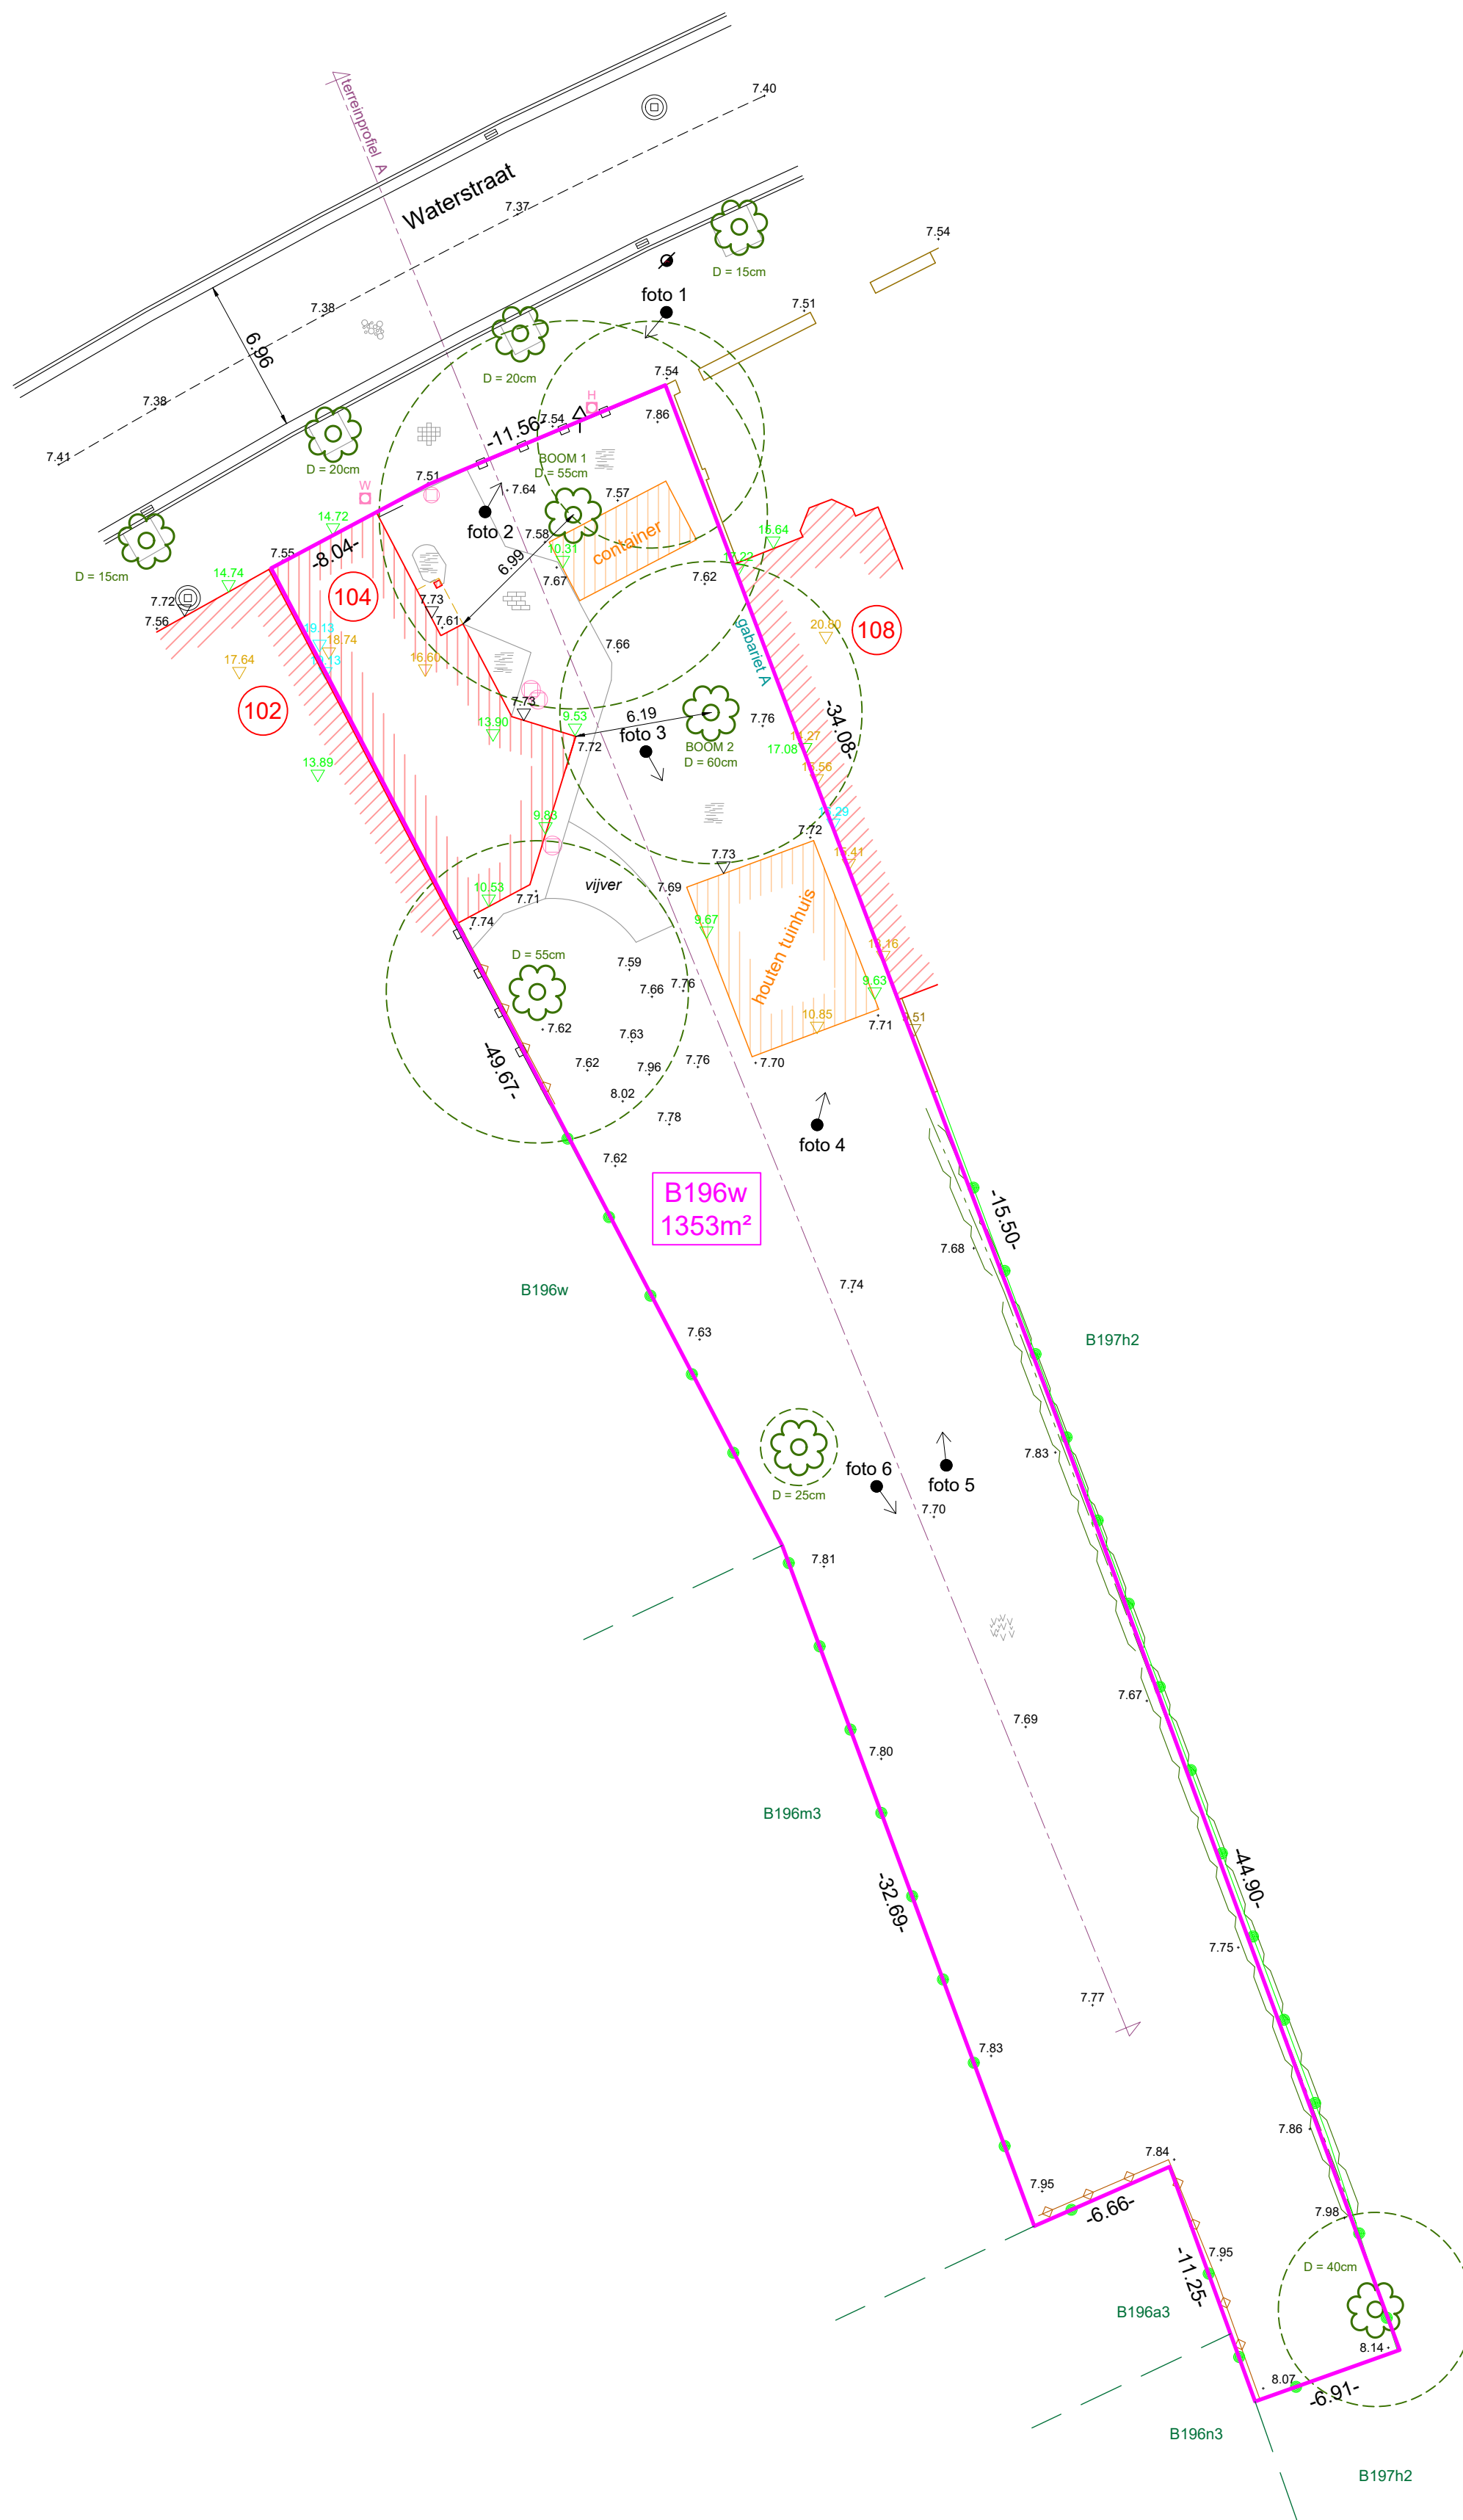 7.40
terreinprofiel A
Waterstraat
7.37
7.54
D = 15cm
foto 1
7.51
7.38
6.96
D = 20cm
7.54
H
7.38
-11.56-
7.54
7.86
7.41
D = 20cm
BOOM 1
D = 55cm
7.51
W
7.64
7.57
14.72
foto 2
7.58
container
15.64
7.55
-8.04-
10.31
6.99
17.22
D = 15cm
14.74
7.67
7.62
104
7.72
7.73
7.56
7.61
108
19.13
18.74
20.80
17.64
16.60
7.66
gabariet A
102
7.73
13.90
9.53
6.19
7.76
-34.08-
foto 3
7.72
BOOM 2
D = 60cm
17.08
13.89
9.83
7.72
7.73
vijver
7.69
10.53
7.71
7.74
9.67
houten tuinhuis
D = 55cm
7.59
7.66
7.76
9.63
10.85
7.71
7.62
7.63
-49.67-
7.62
7.96
7.76
7.70
8.02
7.78
foto 4
7.62
B196w
1353m²
-15.50-
7.68
B196w
7.74
7.63
B197h2
7.83
foto 6
foto 5
D = 25cm
7.70
7.81
7.67
7.69
7.80
B196m3
-44.90-
-32.69-
7.75
7.77
7.83
7.86
7.84
7.95
-6.66-
7.98
7.95
-11.25-
D = 40cm
B196a3
8.14
8.07
-6.91-
B196n3
B197h2